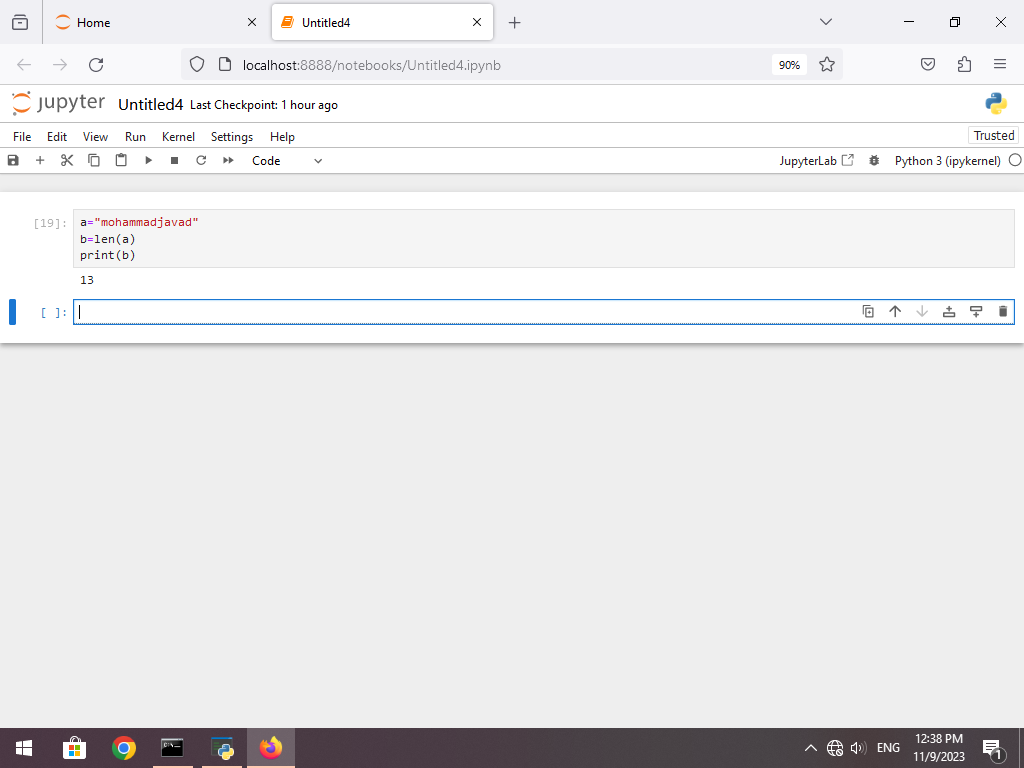 Home
Untitled4
localhost:8888/notebooks/Untitled4.ipynb
90%
jupyter Untitled4 Last Checkpoint: 1 hour ago
File Edit View Run Kernel Settings Help
Trusted
Code
JupyterLab
Python 3 (ipykernel)
[19]:
a="mohammadjavad"
b=len(a)
print(b)
13
[ ]:
ENG
12:38 PM
11/9/2023
1